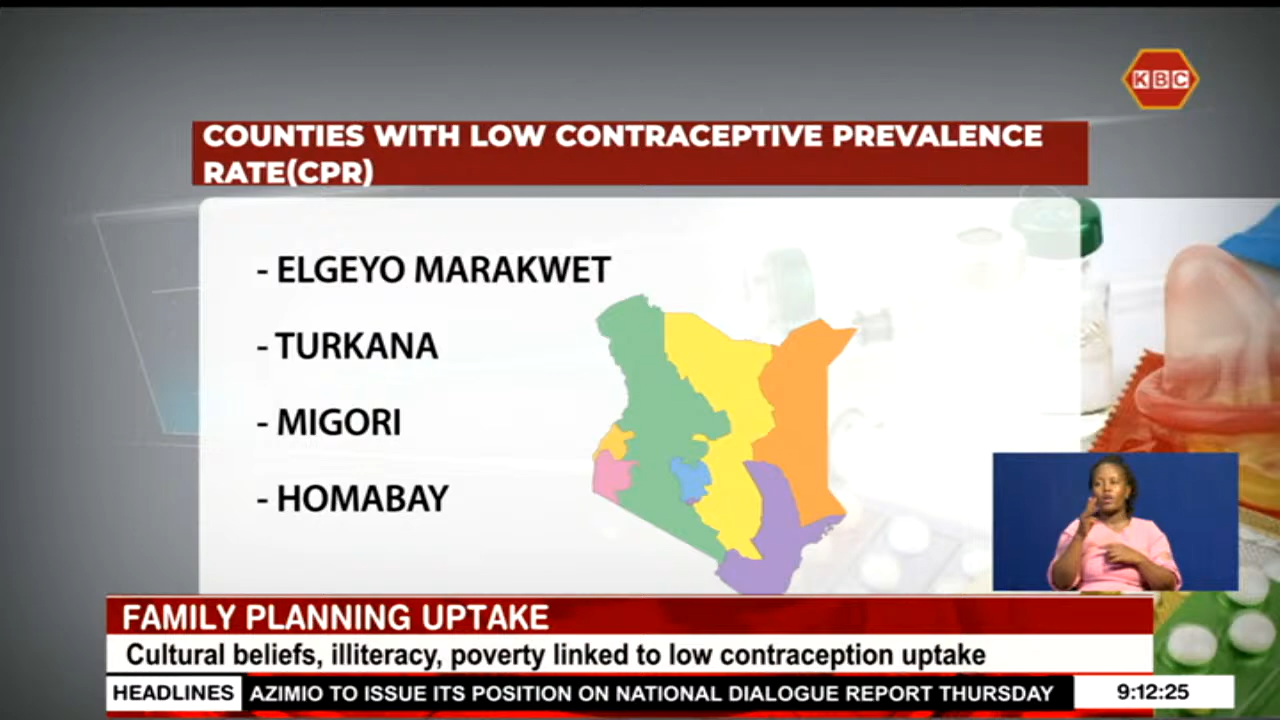 KBC
COUNTIES WITH LOW CONTRACEPTIVE PREVALENCE
RATE(CPR)
- ELGEYO MARAKWET
- TURKANA
- MIGORI
- HOMABAY
FAMILY PLANNING UPTAKE
Cultural beliefs, illiteracy, poverty linked to low contraception uptake
HEADLINES AZIMIO TO ISSUE ITS POSITION ON NATIONAL DIALOGUE REPORT THURSDAY 9:12:25